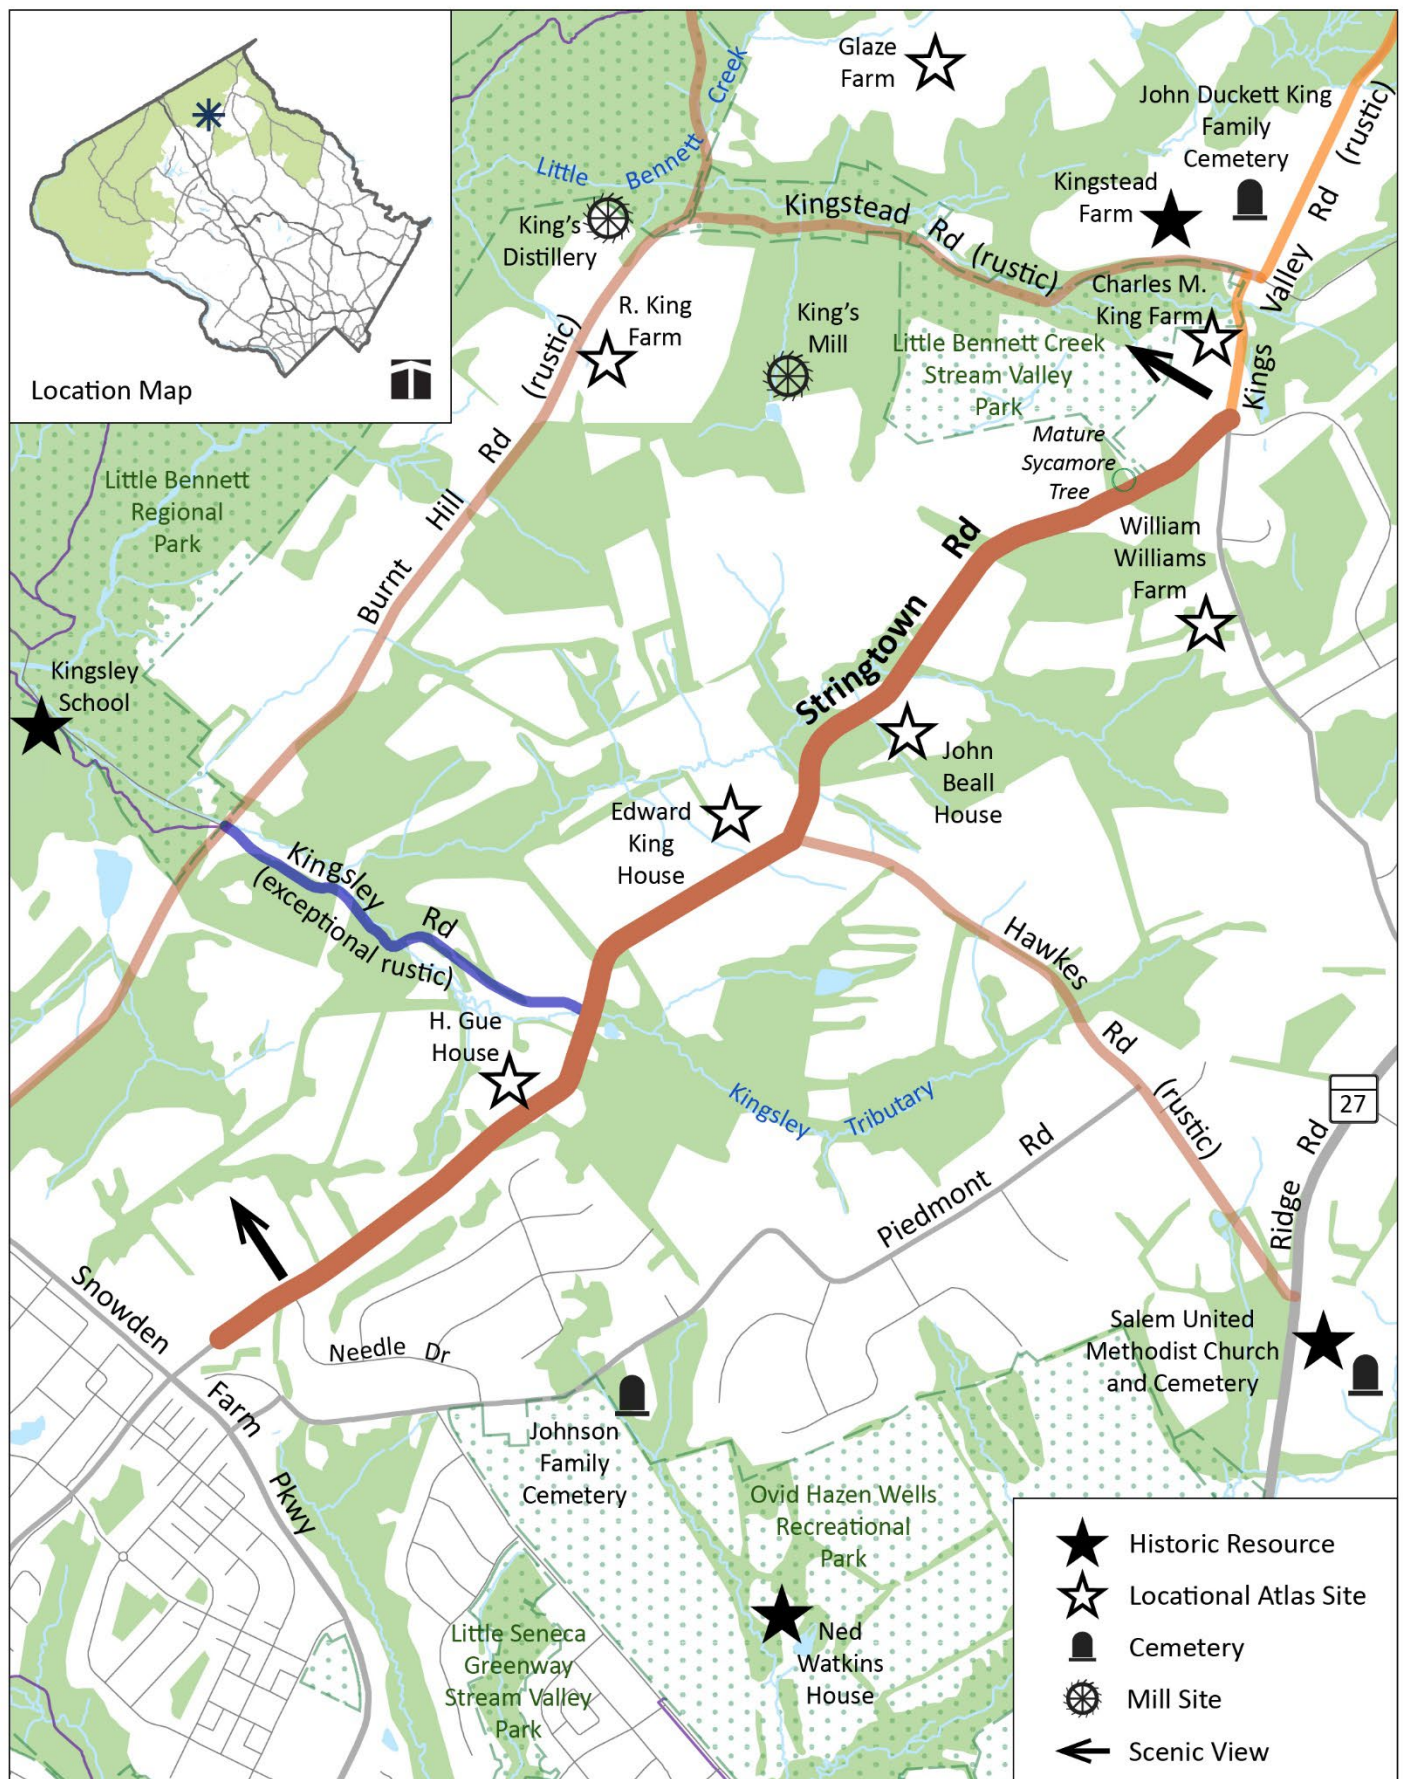 Location Map
Glaze
Farm
John Duckett King
Family
Cemetery
Kingstead
Farm
(rustic)
Kings Valley Rd
Little Bennett Creek
King's
Distillery
Kingstead Rd (rustic)
R. King
Farm
King's
Mill
Charles M.
King Farm
Little Bennett Creek
Stream Valley
Park
Mature
Sycamore
Tree
Burnt Hill Rd (rustic)
Little Bennett
Regional
Park
William
Williams
Farm
Stringtown Rd
Kingsley
School
John
Beall
House
Edward
King
House
Kingsley Rd
(exceptional rustic)
Hawkes Rd (rustic)
H. Gue
House
Kingsley Tributary
27
Ridge Rd
Piedmont Rd
Snowden Farm Pkwy
Needle Dr
Salem United
Methodist Church
and Cemetery
Johnson
Family
Cemetery
Ovid Hazen Wells
Recreational
Park
Ned
Watkins
House
Little Seneca
Greenway
Stream Valley
Park
Historic Resource
Locational Atlas Site
Cemetery
Mill Site
Scenic View